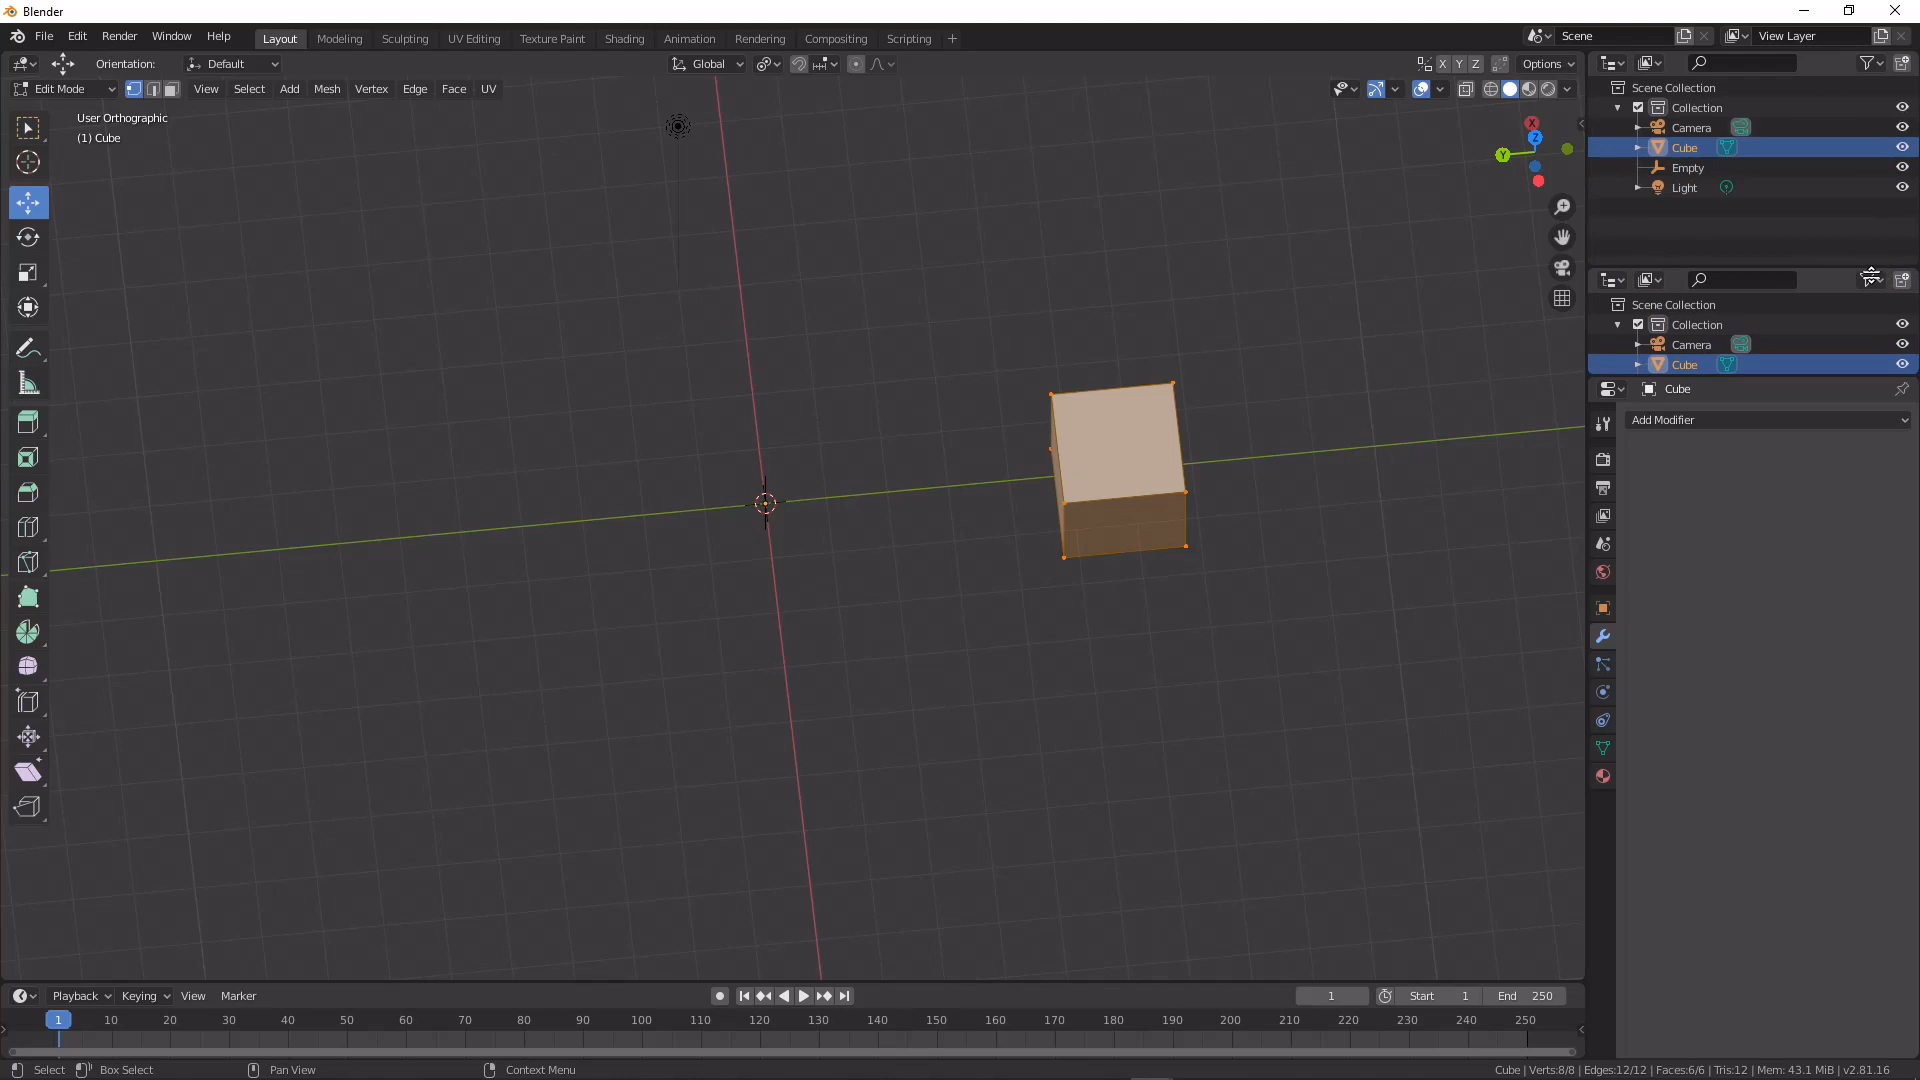 Blender
File Edit Render Window Help Layout Modeling Sculpting UV Editing Texture Paint Shading Animation Rendering Compositing Scripting + Scene View Layer
Orientation: Default Global X Y Z Options
Edit Mode View Select Add Mesh Vertex Edge Face UV
User Orthographic
(1) Cube
X
Z
Y
Scene Collection
Collection
Camera
Cube
Empty
Light
Scene Collection
Collection
Camera
Cube
Cube
Add Modifier
Playback Keying View Marker 1 Start 1 End 250
1 10 20 30 40 50 60 70 80 90 100 110 120 130 140 150 160 170 180 190 200 210 220 230 240 250
Select Box Select Pan View Context Menu Cube | Verts:8/8 | Edges:12/12 | Faces:6/6 | Tris:12 | Mem: 43.1 MiB | v2.81.16